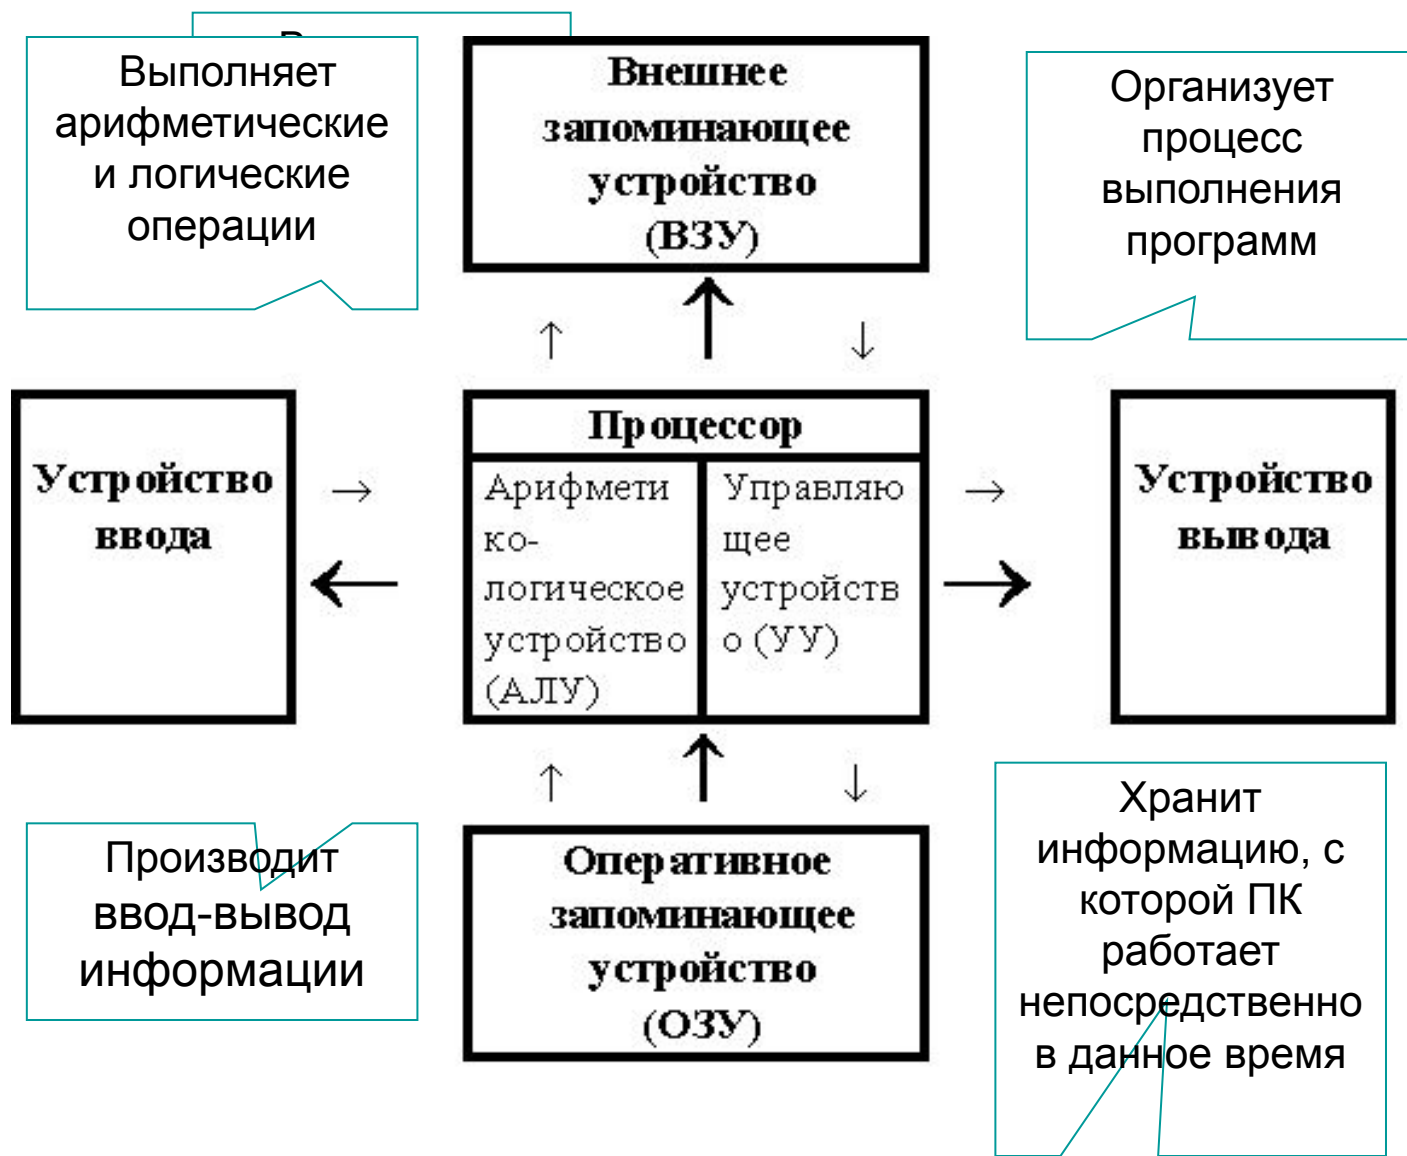 Выполняет
арифметические
и логические
операции
Внешнее
запоминающее
устройство
(ВЗУ)
Организует
процесс
выполнения
программ
↑ ↑ ↓
Устройство
ввода
→
←
Процессор
Арифмети
ко-
логическое
устройство
(АЛУ)
Управляю
щее
устройств
о (УУ)
→
→
Устройство
вывода
↑ ↑ ↓
Производит
ввод-вывод
информации
Оперативное
запоминающее
устройство
(ОЗУ)
Хранит
информацию, с
которой ПК
работает
непосредственно
в данное время